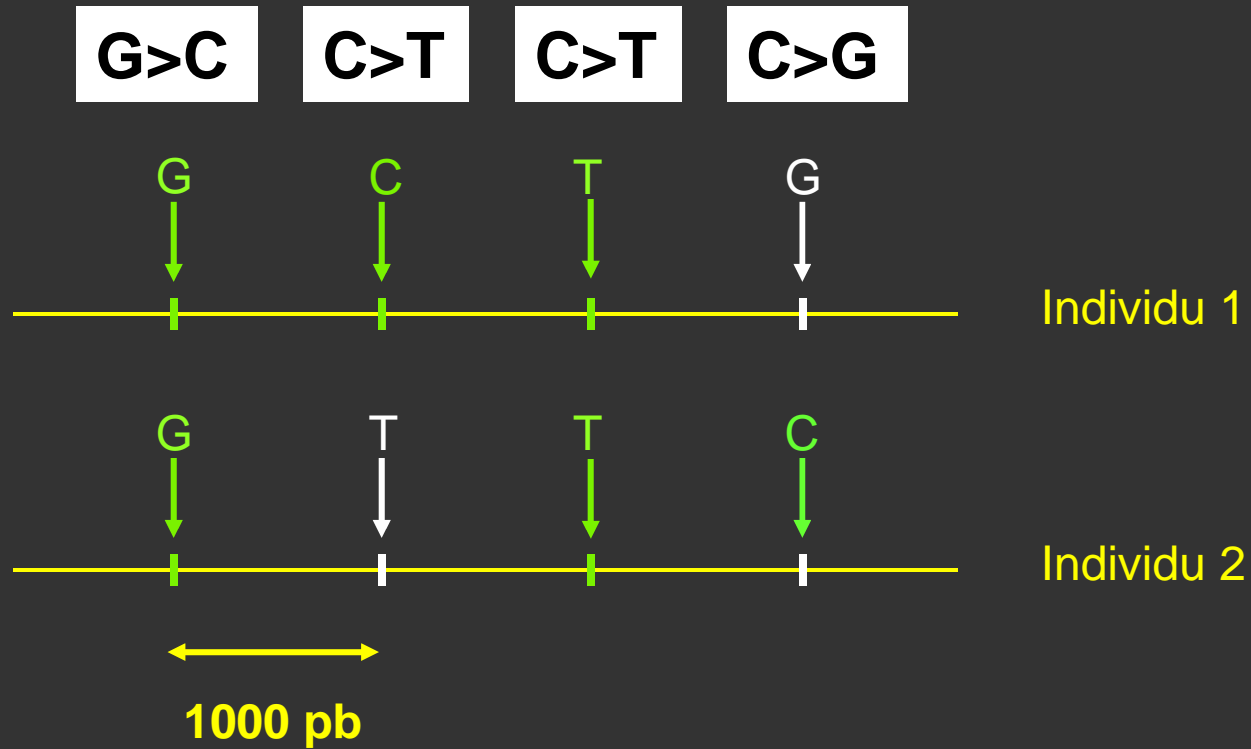 G>C C>T C>T C>G
G C T G
Individu 1
G T T C
Individu 2
1000 pb